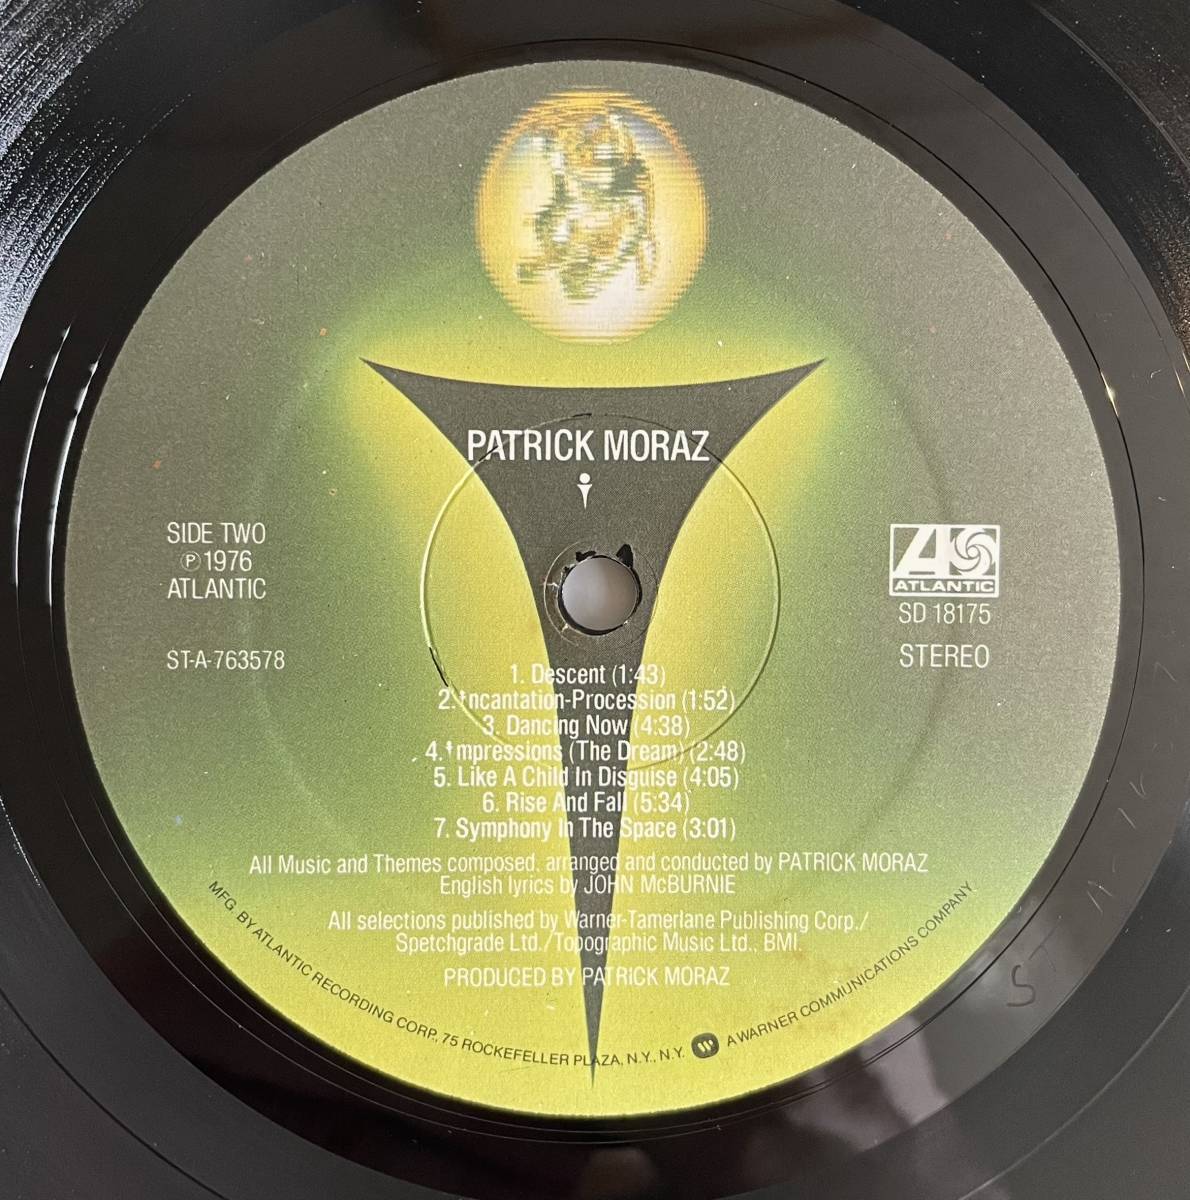 PATRICK MORAZ
i
SIDE TWO
Ⓟ 1976
ATLANTIC
ST-A-763578
ATLANTIC
SD 18175
STEREO
1. Descent (1:43)
2. incantation-Procession (1:52)
3. Dancing Now (4:38)
4. impressions (The Dream) (2:48)
5. Like A Child In Disguise (4:05)
6. Rise And Fall (5:34)
7. Symphony In The Space (3:01)
All Music and Themes composed, arranged and conducted by PATRICK MORAZ
English lyrics by JOHN McBURNIE
All selections published by Warner-Tamerlane Publishing Corp./
Spetchgrade Ltd./Topographic Music Ltd., BMI.
PRODUCED BY PATRICK MORAZ
MFG. BY ATLANTIC RECORDING CORP., 75 ROCKEFELLER PLAZA, N.Y., N.Y. W A WARNER COMMUNICATIONS COMPANY